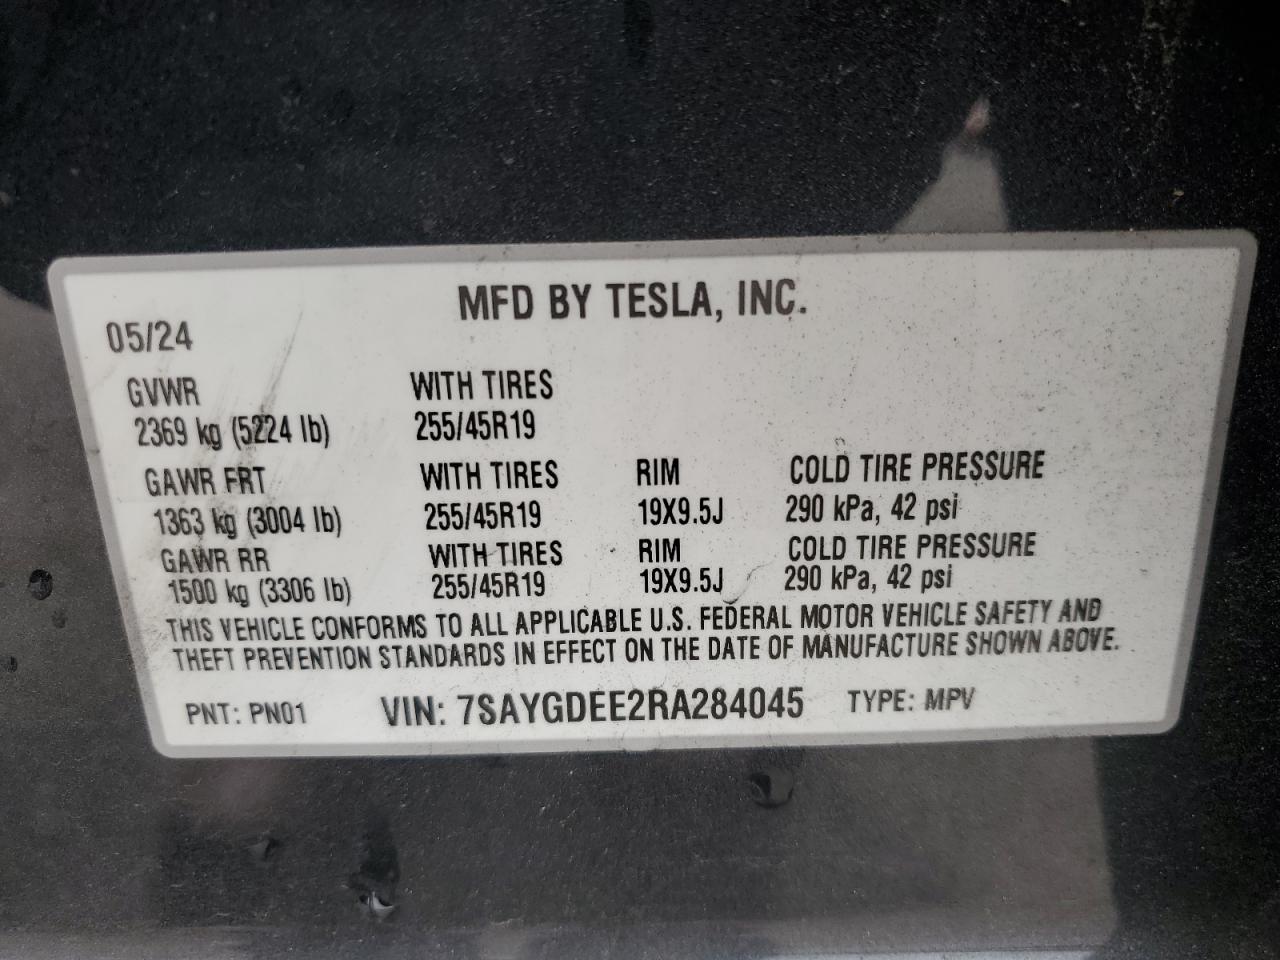 MFD BY TESLA, INC.
05/24
GVWR WITH TIRES
2369 kg (5224 lb) 255/45R19
GAWR FRT WITH TIRES RIM COLD TIRE PRESSURE
1363 kg (3004 lb) 255/45R19 19X9.5J 290 kPa, 42 psi
GAWR RR WITH TIRES RIM COLD TIRE PRESSURE
1500 kg (3306 lb) 255/45R19 19X9.5J 290 kPa, 42 psi
THIS VEHICLE CONFORMS TO ALL APPLICABLE U.S. FEDERAL MOTOR VEHICLE SAFETY AND
THEFT PREVENTION STANDARDS IN EFFECT ON THE DATE OF MANUFACTURE SHOWN ABOVE.
PNT: PN01 VIN: 7SAYGDEE2RA284045 TYPE: MPV